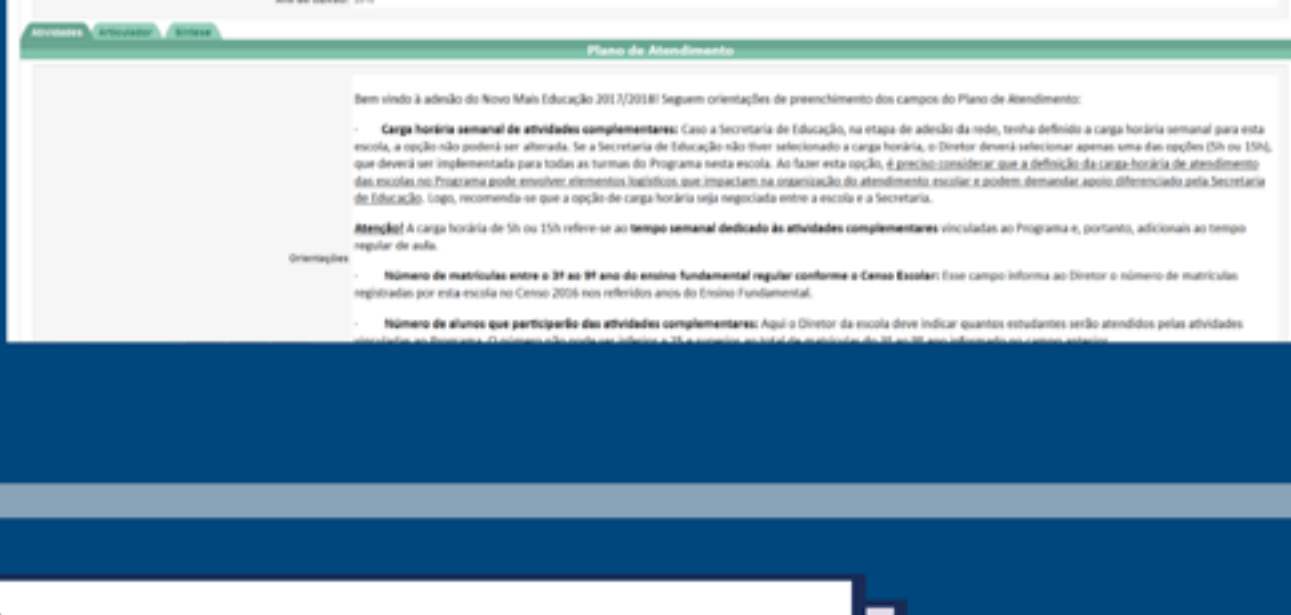 Atividades Articulador Síntese
Plano de Atendimento
Bem vindo à adesão do Novo Mais Educação 2017/2018! Seguem orientações de preenchimento dos campos do Plano de Atendimento:
- Carga horária semanal de atividades complementares: Caso a Secretaria de Educação, na etapa de adesão da rede, tenha definido a carga horária semanal para esta
escola, a opção não poderá ser alterada. Se a Secretaria de Educação não tiver selecionado a carga horária, o Diretor deverá selecionar apenas uma das opções (5h ou 15h),
que deverá ser implementada para todas as turmas do Programa nesta escola. Ao fazer esta opção, é preciso considerar que a definição da carga-horária de atendimento
das escolas no Programa pode envolver elementos logísticos que impactam na organização do atendimento escolar e podem demandar apoio diferenciado pela Secretaria
de Educação. Logo, recomenda-se que a opção de carga horária seja negociada entre a escola e a Secretaria.
Atenção! A carga horária de 5h ou 15h refere-se ao tempo semanal dedicado às atividades complementares vinculadas ao Programa e, portanto, adicionais ao tempo
regular de aula.
Orientações
- Número de matrículas entre o 3º ao 9º ano do ensino fundamental regular conforme o Censo Escolar: Esse campo informa ao Diretor o número de matrículas
registradas por esta escola no Censo 2016 nos referidos anos do Ensino Fundamental.
- Número de alunos que participarão das atividades complementares: Aqui o Diretor da escola deve indicar quantos estudantes serão atendidos pelas atividades